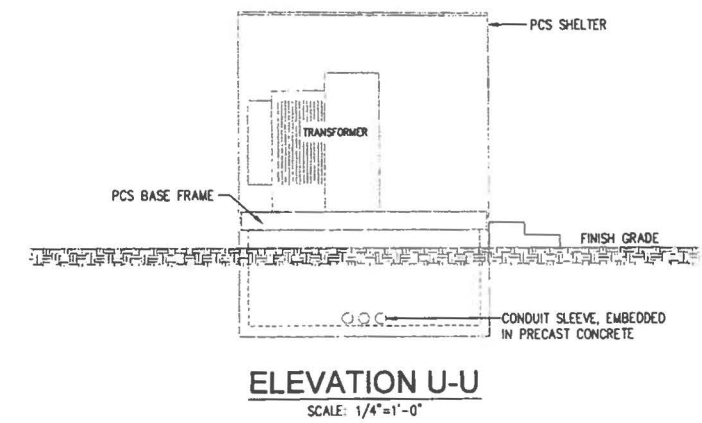 PCS SHELTER
TRANSFORMER
PCS BASE FRAME
FINISH GRADE
CONDUIT SLEEVE, EMBEDDED
IN PRECAST CONCRETE
ELEVATION U-U
SCALE: 1/4"=1'-0"